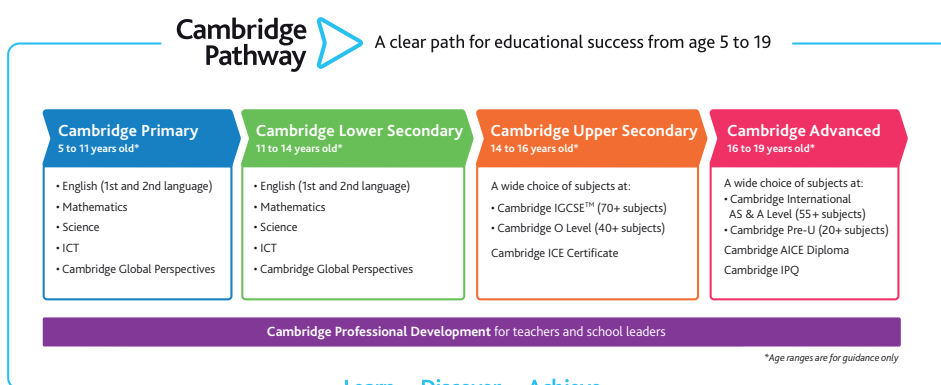 Cambridge
Pathway
A clear path for educational success from age 5 to 19
Cambridge Primary
5 to 11 years old*
• English (1st and 2nd language)
• Mathematics
• Science
• ICT
• Cambridge Global Perspectives
Cambridge Lower Secondary
11 to 14 years old*
• English (1st and 2nd language)
• Mathematics
• Science
• ICT
• Cambridge Global Perspectives
Cambridge Upper Secondary
14 to 16 years old*
A wide choice of subjects at:
• Cambridge IGCSE™ (70+ subjects)
• Cambridge O Level (40+ subjects)
Cambridge ICE Certificate
Cambridge Advanced
16 to 19 years old*
A wide choice of subjects at:
• Cambridge International
AS & A Level (55+ subjects)
• Cambridge Pre-U (20+ subjects)
Cambridge AICE Diploma
Cambridge IPQ
Cambridge Professional Development for teachers and school leaders
*Age ranges are for guidance only
Learn Discover Achieve